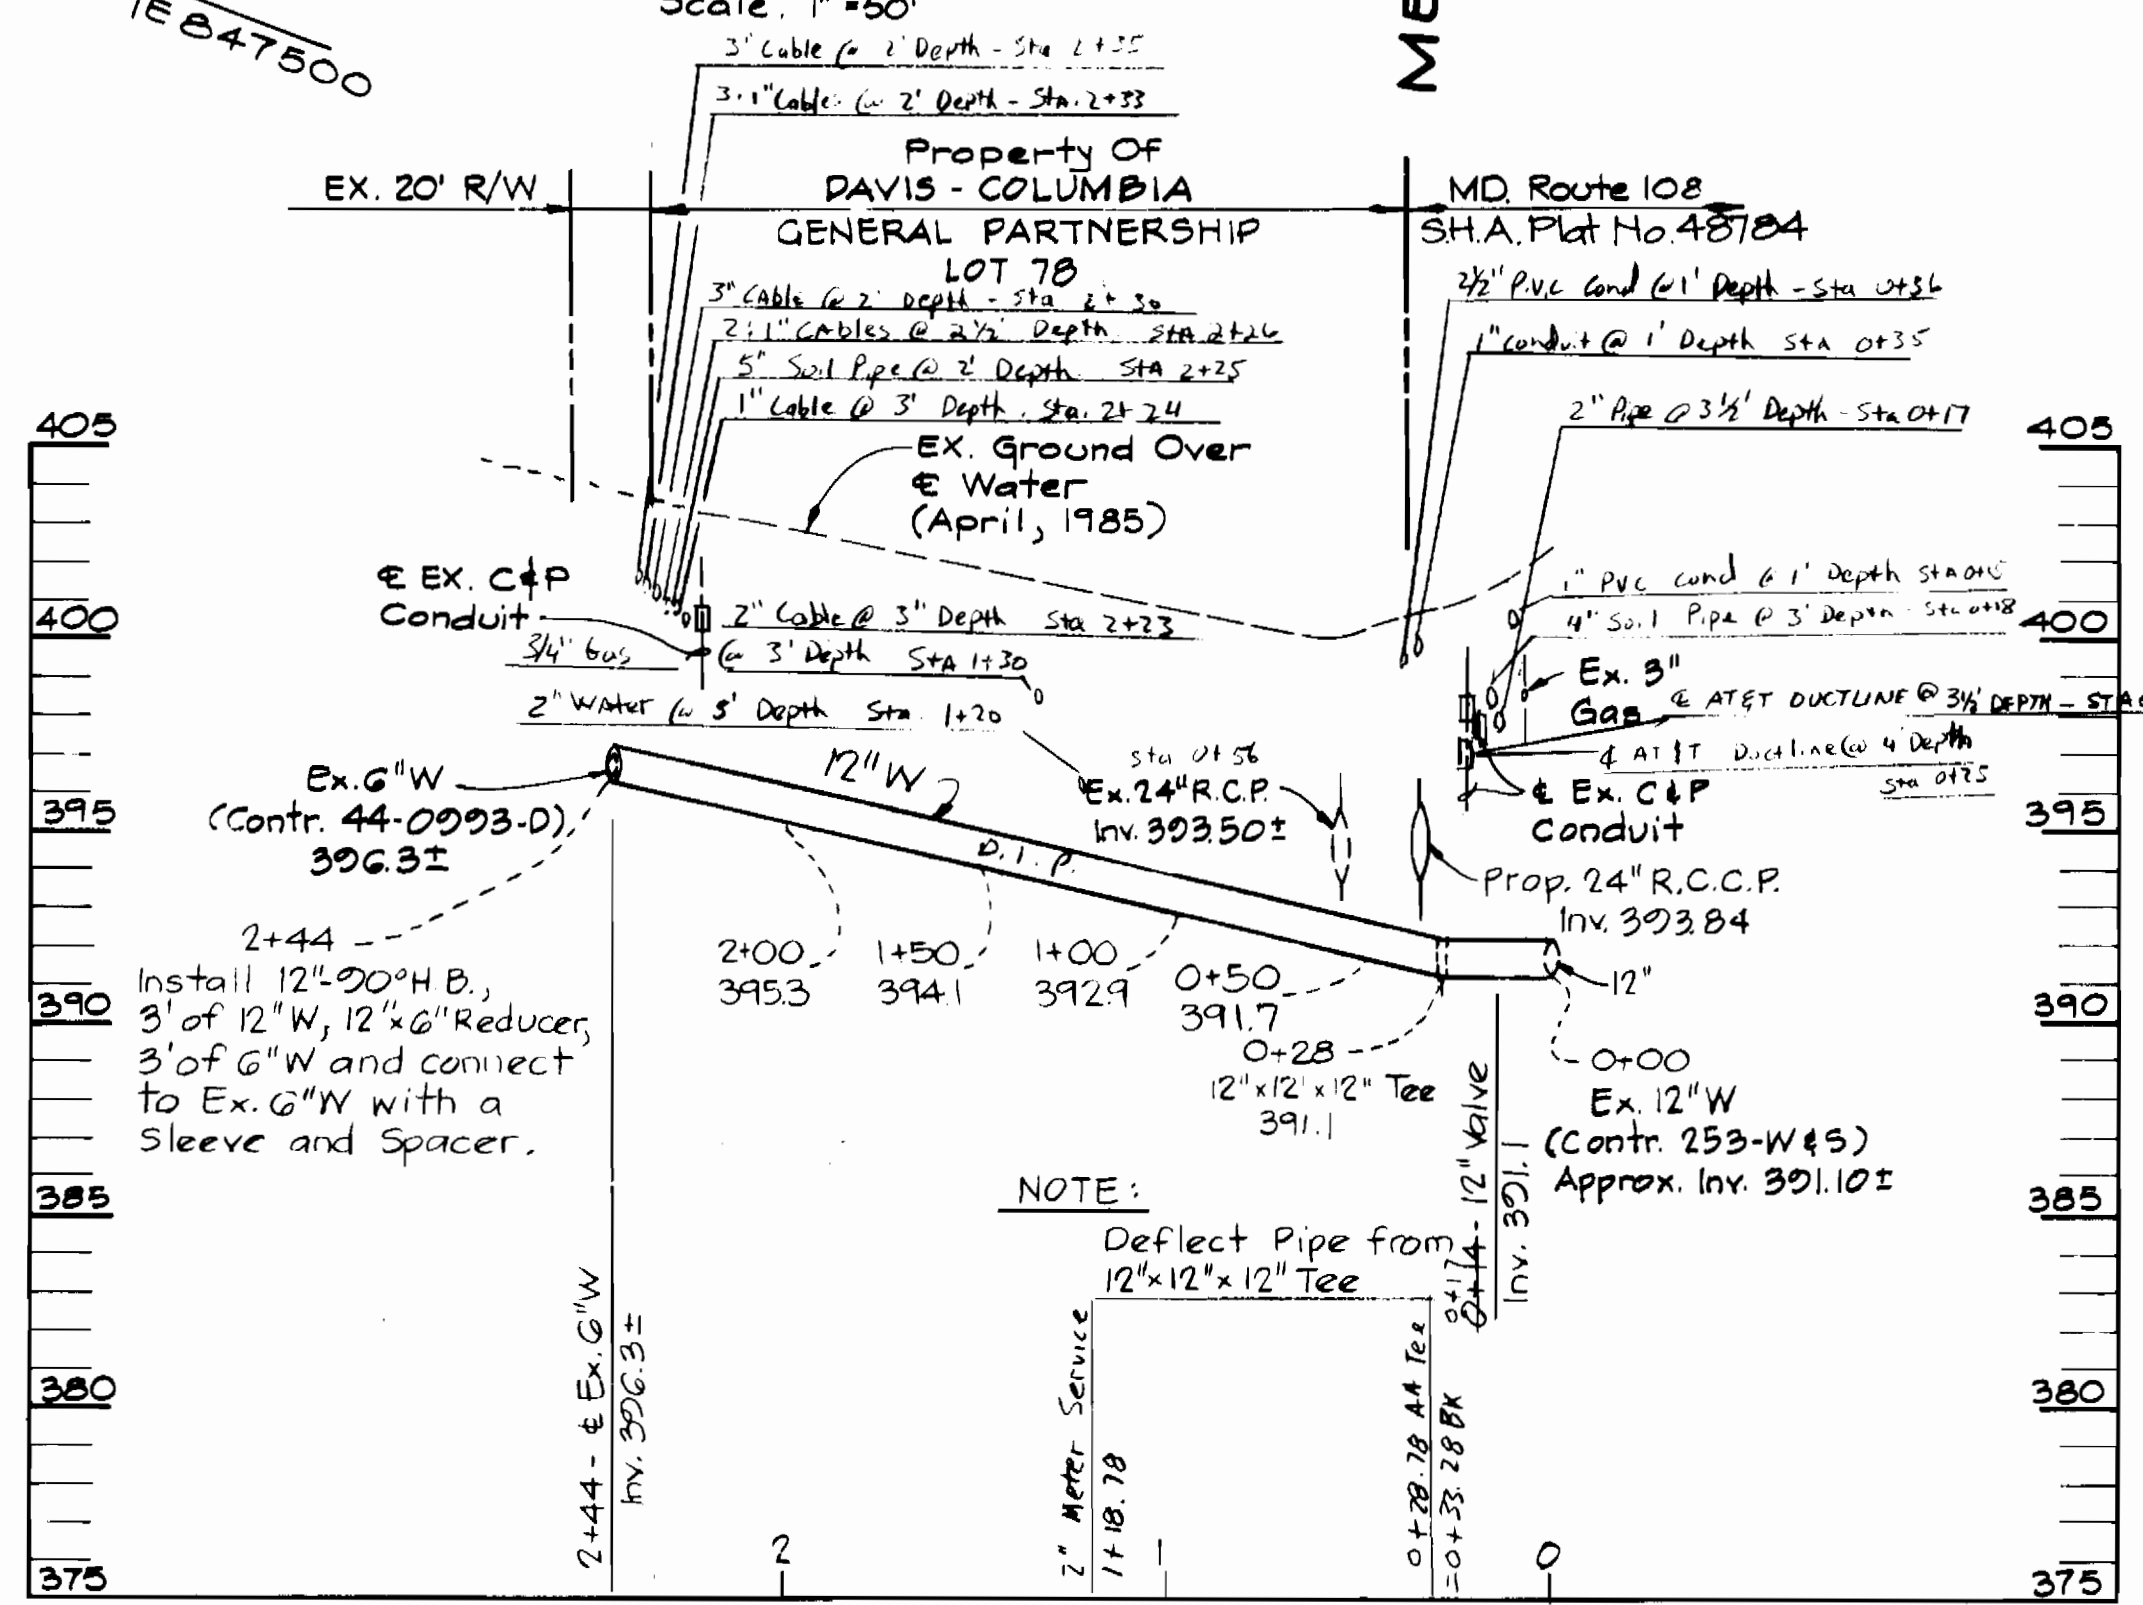 IE 847500
Scale: 1" = 50'
3" Cable @ 2' Depth - Sta 2+35
3-1" Cables @ 2' Depth - Sta. 2+33
Property Of
EX. 20' R/W
DAVIS - COLUMBIA
MD. Route 108
GENERAL PARTNERSHIP
S.H.A. Plat No. 48784
LOT 78
3" CAble @ 2' Depth - Sta 2+30
2½" P.V.C Cond @ 1' Depth - Sta 0+36
2-1" CAbles @ 2½' Depth StA 2+26
1" conduit @ 1' Depth StA 0+35
5" Soil Pipe @ 2' Depth StA 2+25
1" Cable @ 3' Depth. Sta. 2+24
2" Pipe @ 3½' Depth - Sta 0+17
405
405
EX. Ground Over
℄ Water
(April, 1985)
℄ EX. C&P
Conduit
1" PVC Cond @ 1' Depth StA
400
2" Cable @ 3" Depth Sta 2+23
4" Soil Pipe @ 3' Depth Sta 0+18
400
3/4" Gas @ 3' Depth StA 1+30
Ex. 3"
Gas
℄ AT&T DUCTLINE @ 3½' DEPTH - STA
2" WAter @ 3' Depth Sta 1+20
℄ AT&T Ductline @ 4' Depth
Sta 0+25
Sta 0+56
12" W
Ex. 6" W
(Contr. 44-0993-D)
396.3±
Ex. 24" R.C.P.
Inv. 393.50±
℄ Ex. C&P
Conduit
395
395
D.I.P.
Prop. 24" R.C.C.P.
Inv. 393.84
2+44
Install 12"-90° H.B.,
3' of 12" W, 12"x6" Reducer,
3' of 6" W and connect
to Ex. 6" W with a
Sleeve and Spacer.
2+00
395.3
1+50
394.1
1+00
392.9
0+50
391.7
12"
390
390
0+28
12"x12'x12" Tee
391.1
0+00
Ex. 12" W
(Contr. 253-W&S)
Approx. Inv. 391.10±
385
385
NOTE:
Deflect Pipe from
12"x12"x12" Tee
0+17
0+14 - 12" Valve
Inv. 391.1
2+44 - ℄ Ex. 6" W
Inv. 396.3±
2" Meter Service
1+18.78
0+28.78 AA Tee
=0+33.28 BK
380
380
2
1
0
375
375